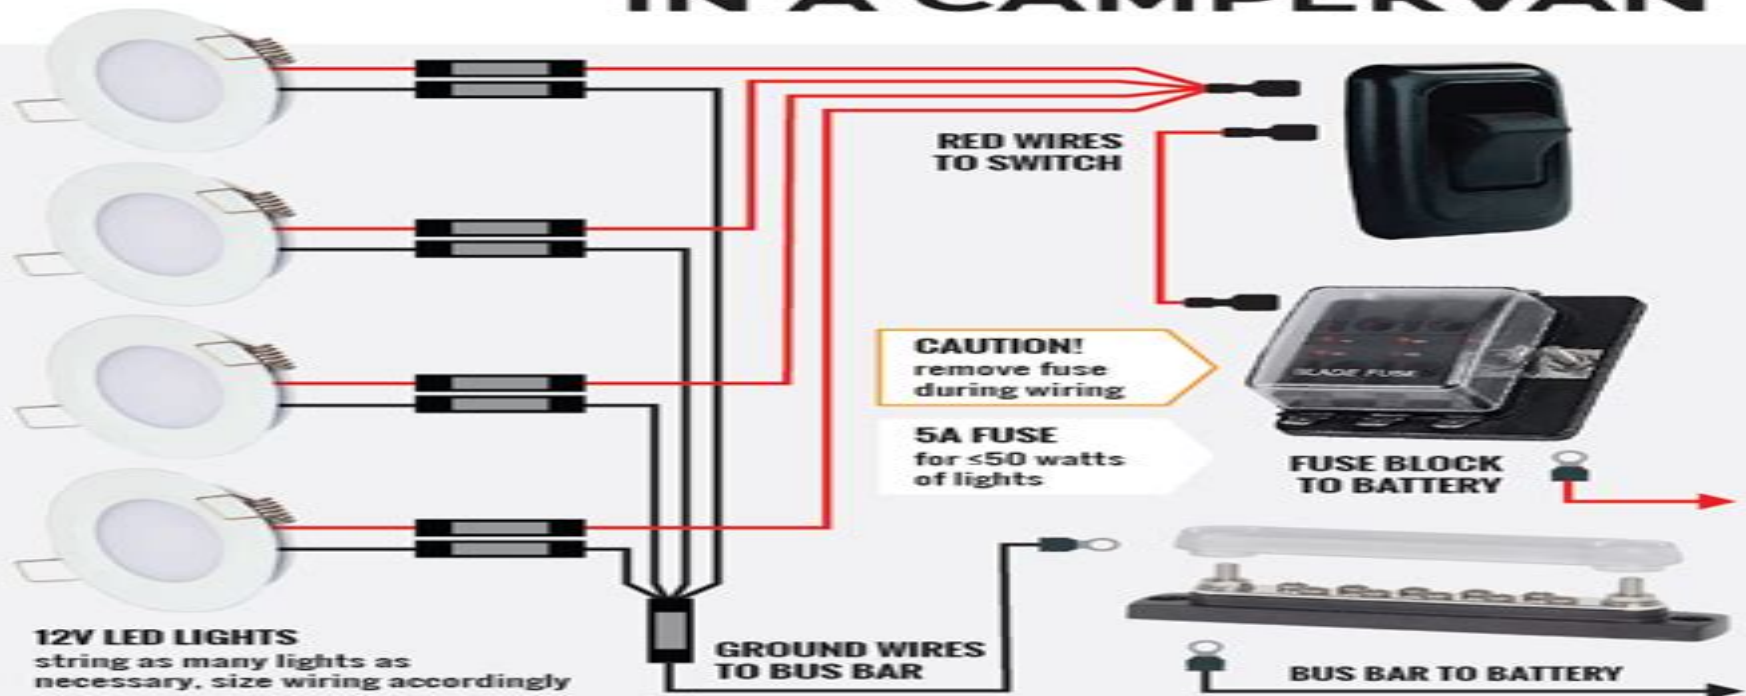 IN A CAMPERVAN
RED WIRES
TO SWITCH
CAUTION!
remove fuse
during wiring
BLADE FUSE
5A FUSE
for ≤50 watts
of lights
FUSE BLOCK
TO BATTERY
12V LED LIGHTS
string as many lights as
necessary, size wiring accordingly
GROUND WIRES
TO BUS BAR
BUS BAR TO BATTERY